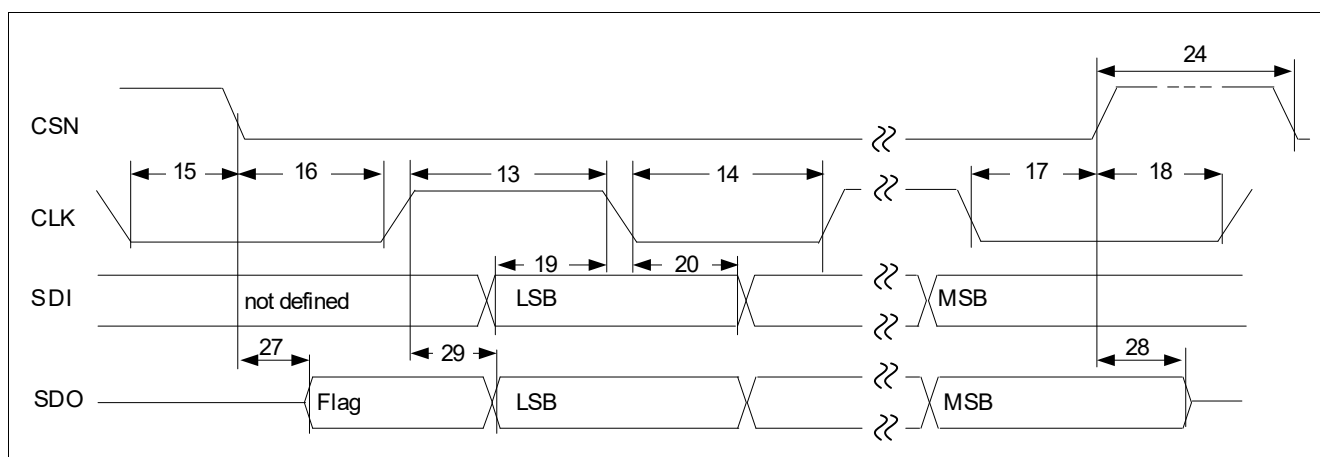 24
CSN
15 16 13 14 17 18
CLK
19 20
SDI not defined LSB MSB
27 29 28
SDO Flag LSB MSB